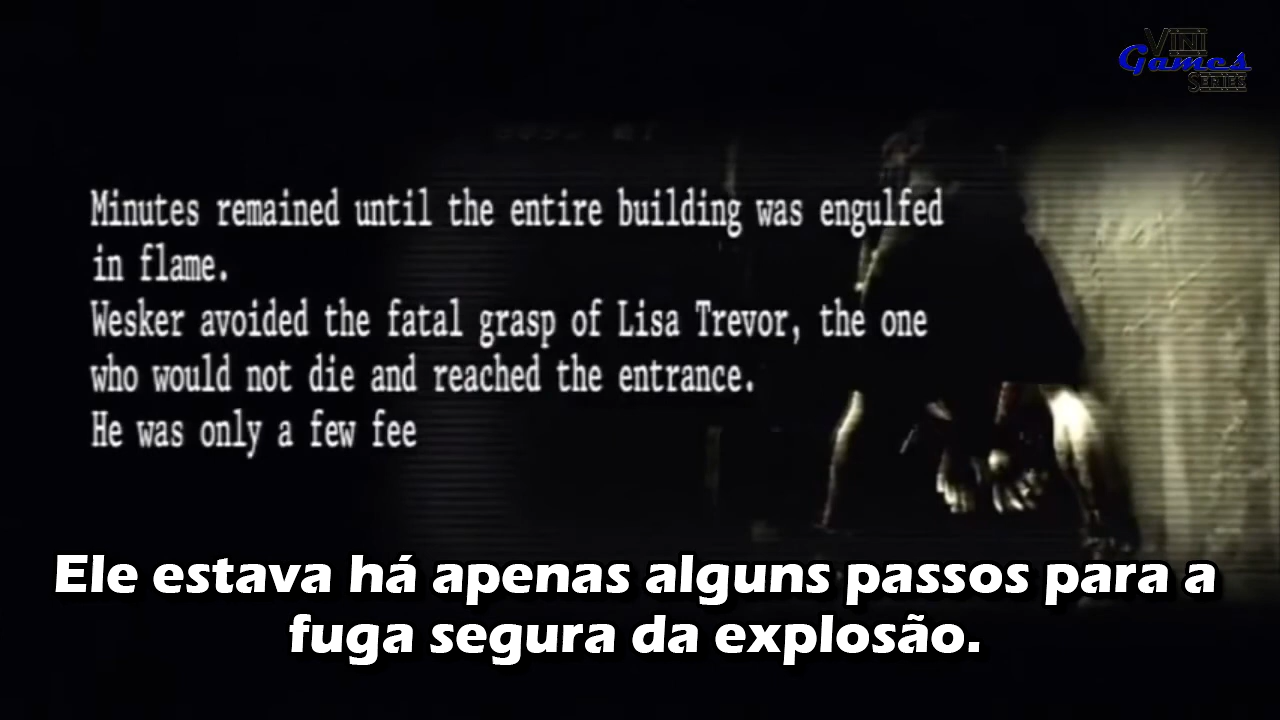 Vini
Games
Series
Minutes remained until the entire building was engulfed
in flame.
Wesker avoided the fatal grasp of Lisa Trevor, the one
who would not die and reached the entrance.
He was only a few fee
Ele estava há apenas alguns passos para a
fuga segura da explosão.